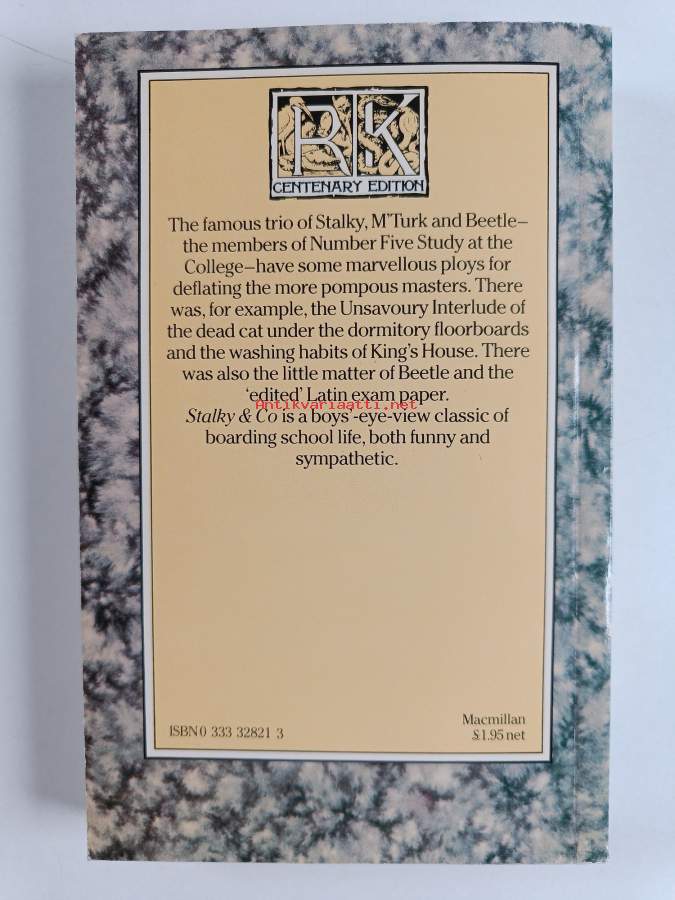 RK
CENTENARY EDITION
The famous trio of Stalky, M'Turk and Beetle–
the members of Number Five Study at the
College–have some marvellous ploys for
deflating the more pompous masters. There
was, for example, the Unsavoury Interlude of
the dead cat under the dormitory floorboards
and the washing habits of King's House. There
was also the little matter of Beetle and the
'edited' Latin exam paper.
Antikvariaatti.net
Stalky & Co is a boys'-eye-view classic of
boarding school life, both funny and
sympathetic.
ISBN 0 333 32821 3
Macmillan
£1.95 net